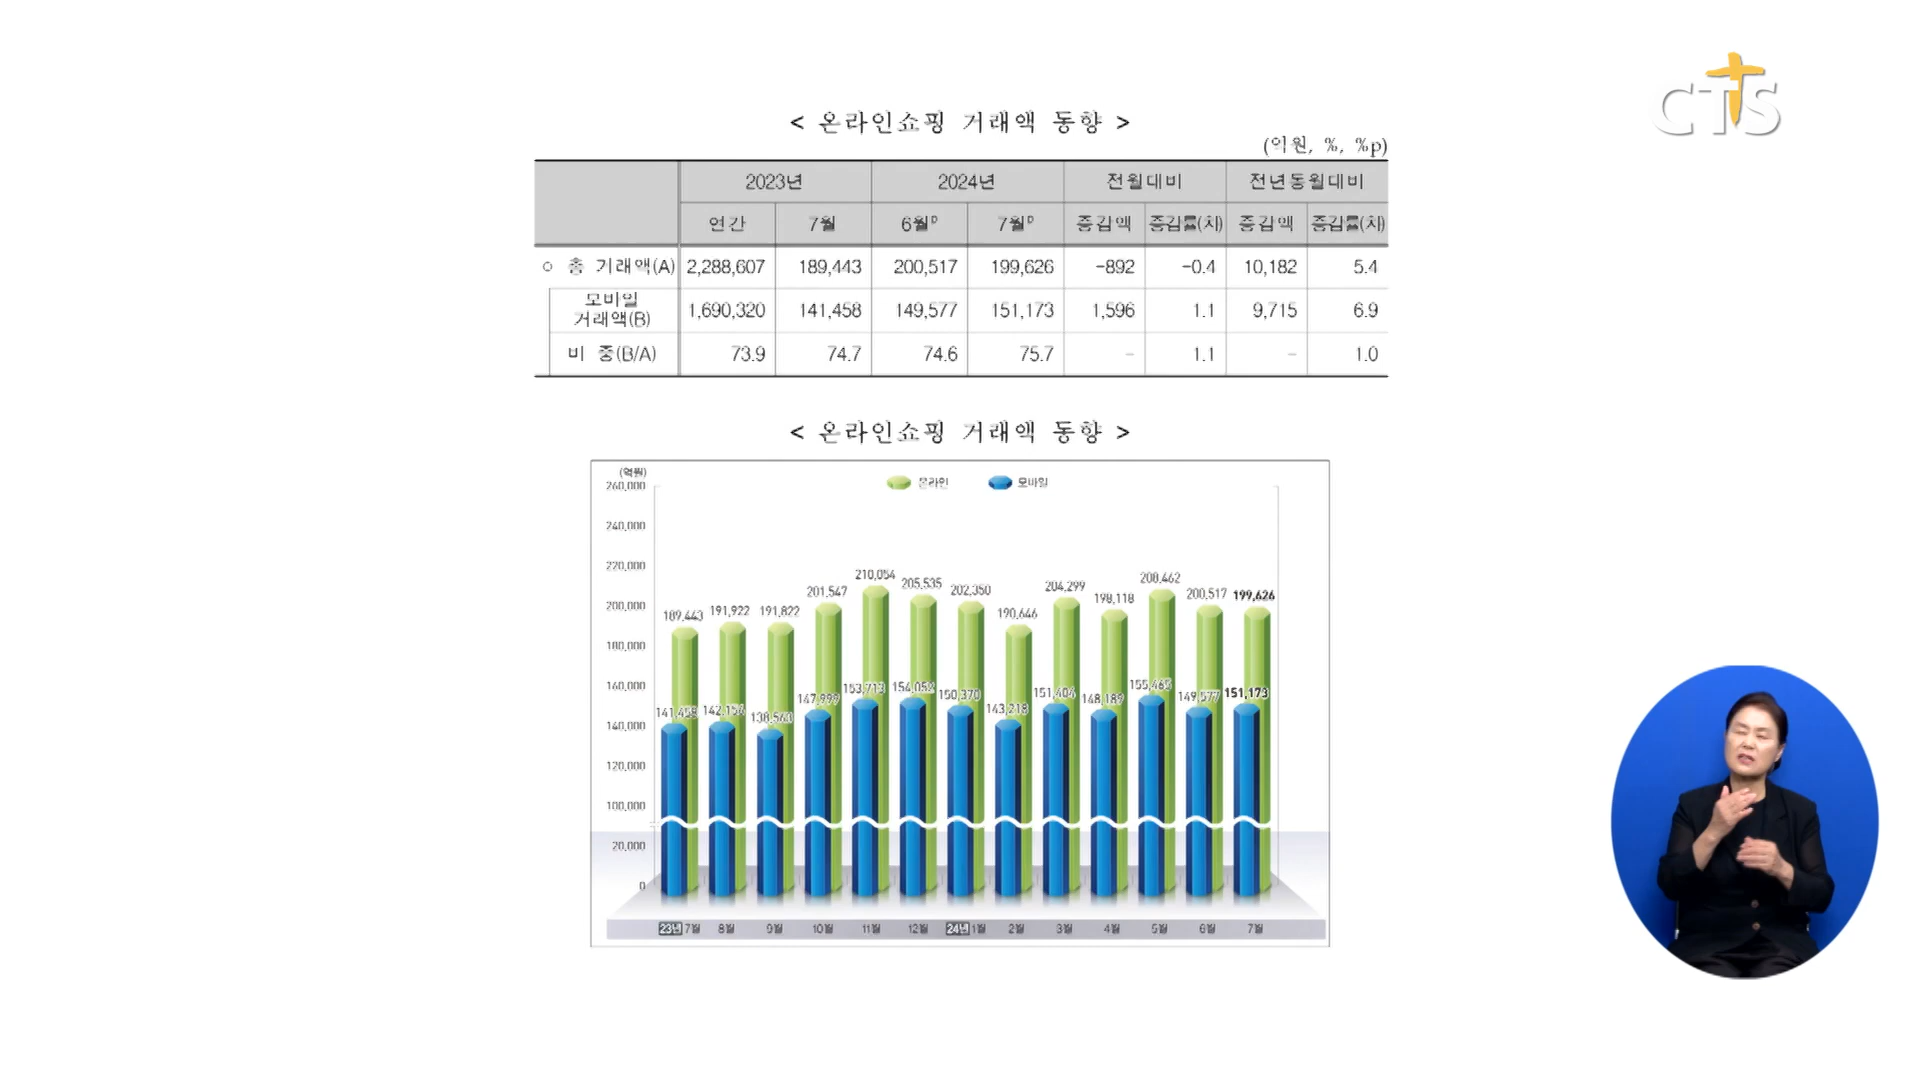 CTS
< 온라인쇼핑 거래액 동향 >
(억원, %, %p)
2023년 2024년 전월대비 전년동월대비
연간 7월 6월p 7월p 증감액 증감률(차) 증감액 증감률(차)
○ 총 거래액(A) 2,288,607 189,443 200,517 199,626 -892 -0.4 10,182 5.4
모바일 거래액(B) 1,690,320 141,458 149,577 151,173 1,596 1.1 9,715 6.9
비 중(B/A) 73.9 74.7 74.6 75.7 - 1.1 - 1.0
< 온라인쇼핑 거래액 동향 >
(억원)
온라인 모바일
260,000
240,000
220,000
200,000
180,000
160,000
140,000
120,000
100,000
20,000
0
189,443 191,922 191,822 201,547 210,054 205,535 202,350 190,646 204,299 198,118 208,462 200,517 199,626
141,458 142,156 138,563 147,999 153,713 154,052 150,370 143,218 151,404 148,189 155,465 149,577 151,173
23년 7월 8월 9월 10월 11월 12월 24년 1월 2월 3월 4월 5월 6월 7월